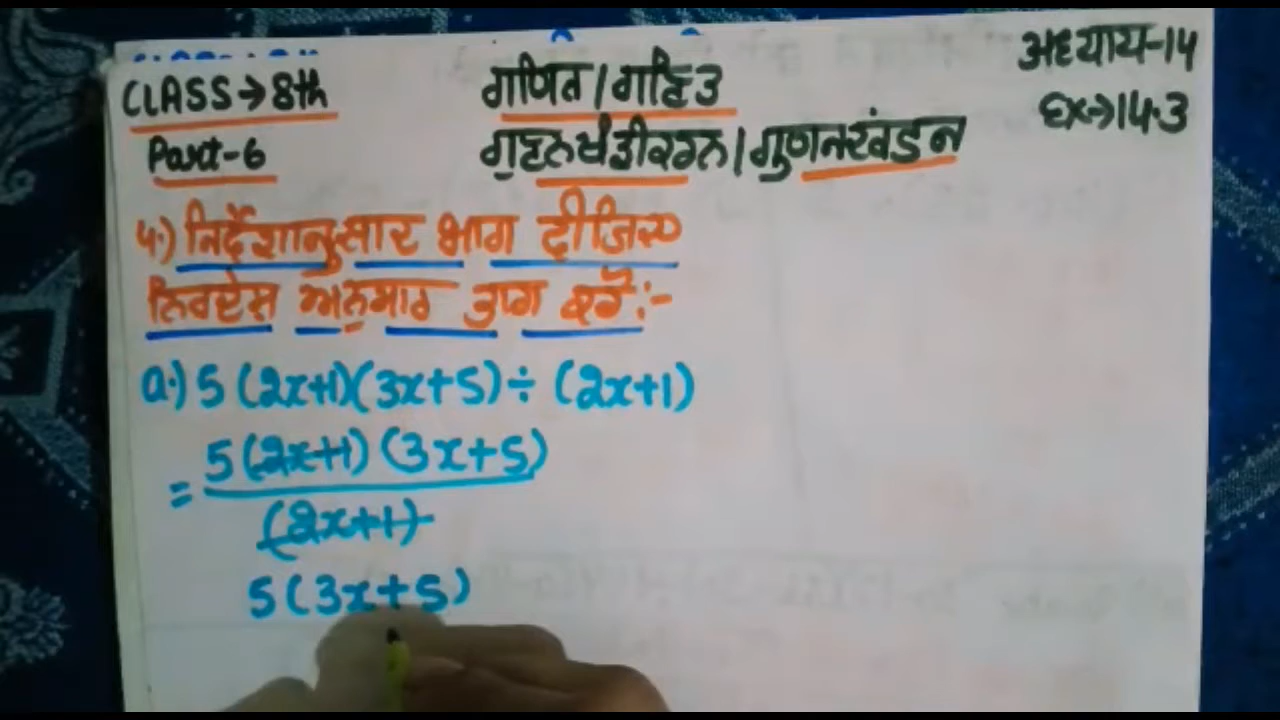 CLASS→8th
गणित/ਗਣਿਤ
अध्याय-14
Part-6
ਗੁਣਨਖੰਡੀਕਰਨ/गुणनखंडन
EX→14.3
4.) निर्देशानुसार भाग दीजिए
ਨਿਰਦੇਸ ਅਨੁਸਾਰ ਭਾਗ ਕਰੋ:-
a.) 5 (2x+1)(3x+5) ÷ (2x+1)
= 5(2x+1) (3x+5)
(2x+1)
5(3x+5)